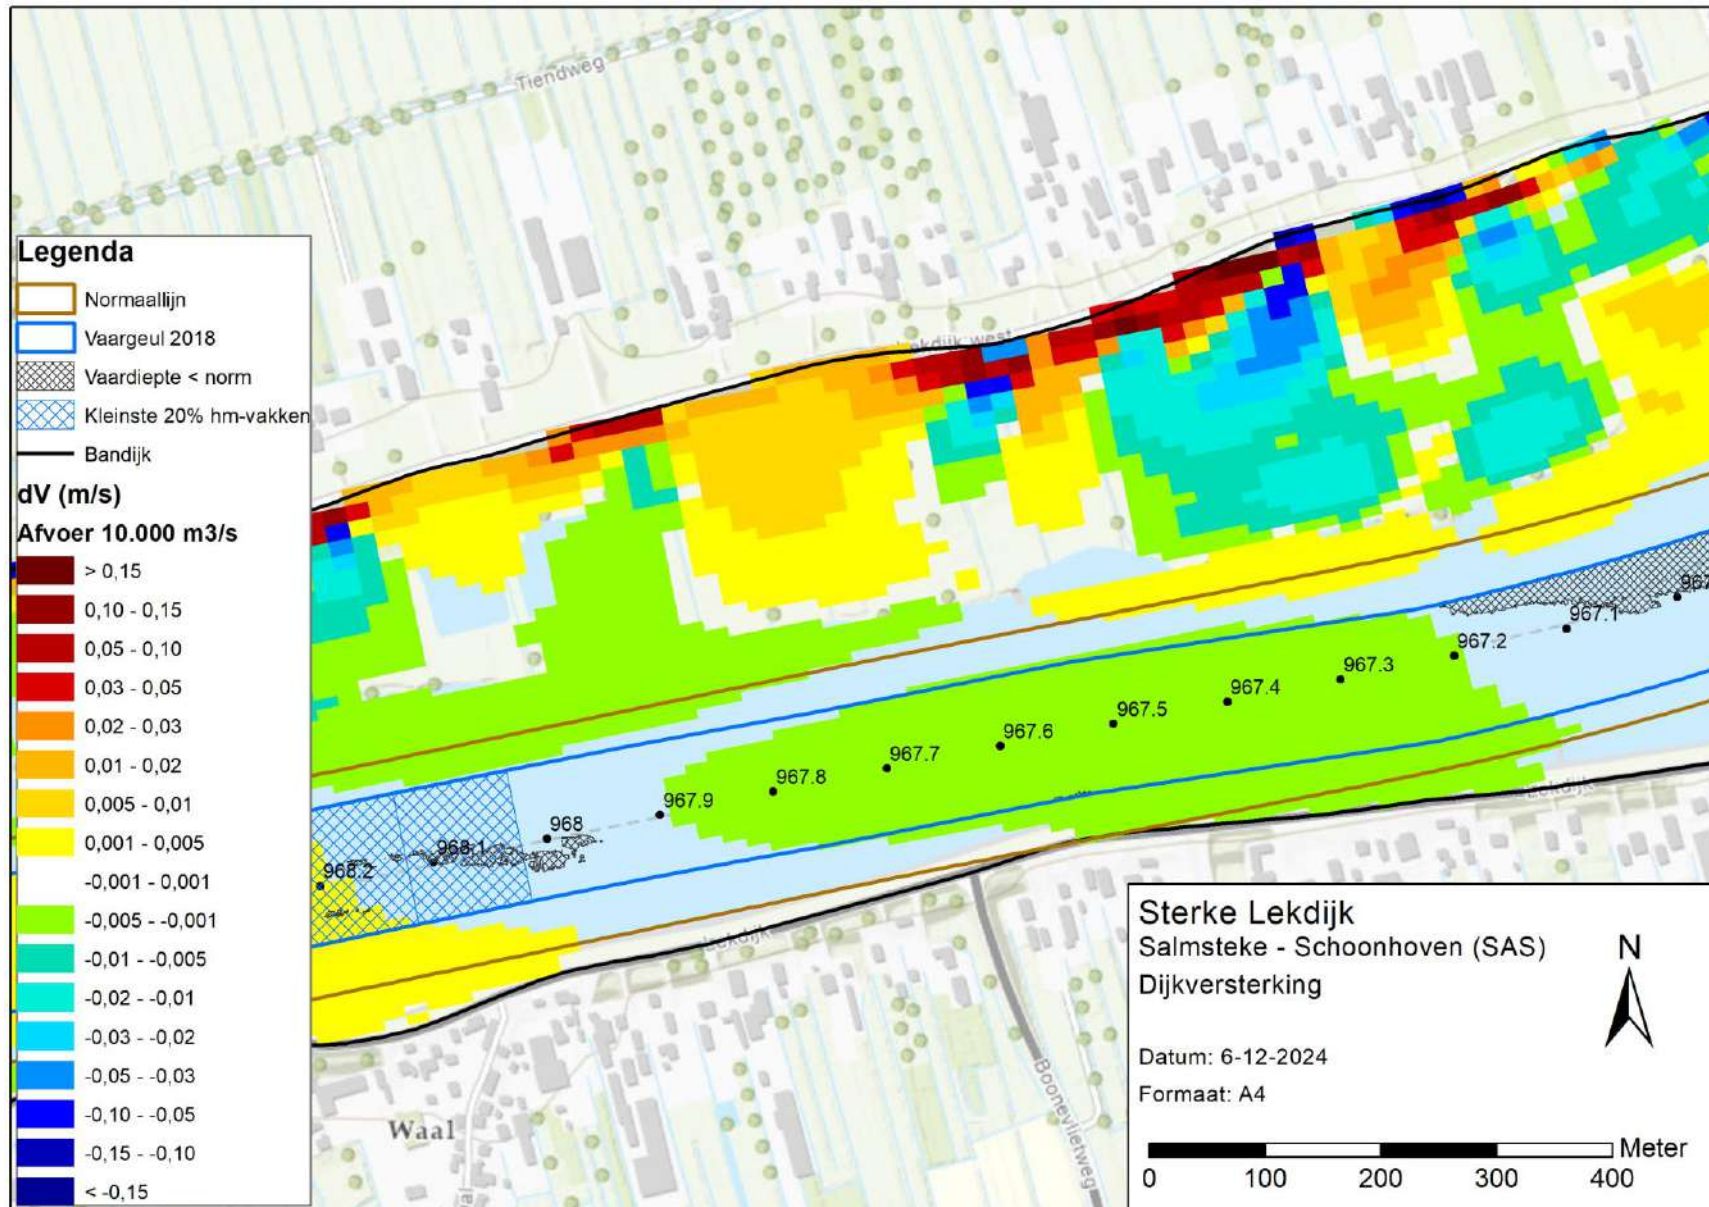 Tiendweg
Lekdijk west
Legenda
Normaallijn
Vaargeul 2018
Vaardiepte < norm
Kleinste 20% hm-vakken
Bandijk
dV (m/s)
Afvoer 10.000 m3/s
> 0,15
0,10 - 0,15
0,05 - 0,10
0,03 - 0,05
0,02 - 0,03
0,01 - 0,02
0,005 - 0,01
0,001 - 0,005
-0,001 - 0,001
-0,005 - -0,001
-0,01 - -0,005
-0,02 - -0,01
-0,03 - -0,02
-0,05 - -0,03
-0,10 - -0,05
-0,15 - -0,10
< -0,15
967
967.1
967.2
967.3
967.4
967.5
967.6
967.7
967.8
967.9
968
968.1
968.2
Lekdijk
Lekdijk
Boonevlietweg
Waal
Sterke Lekdijk
Salmsteke - Schoonhoven (SAS)
Dijkversterking
N
Datum: 6-12-2024
Formaat: A4
Meter
0 100 200 300 400